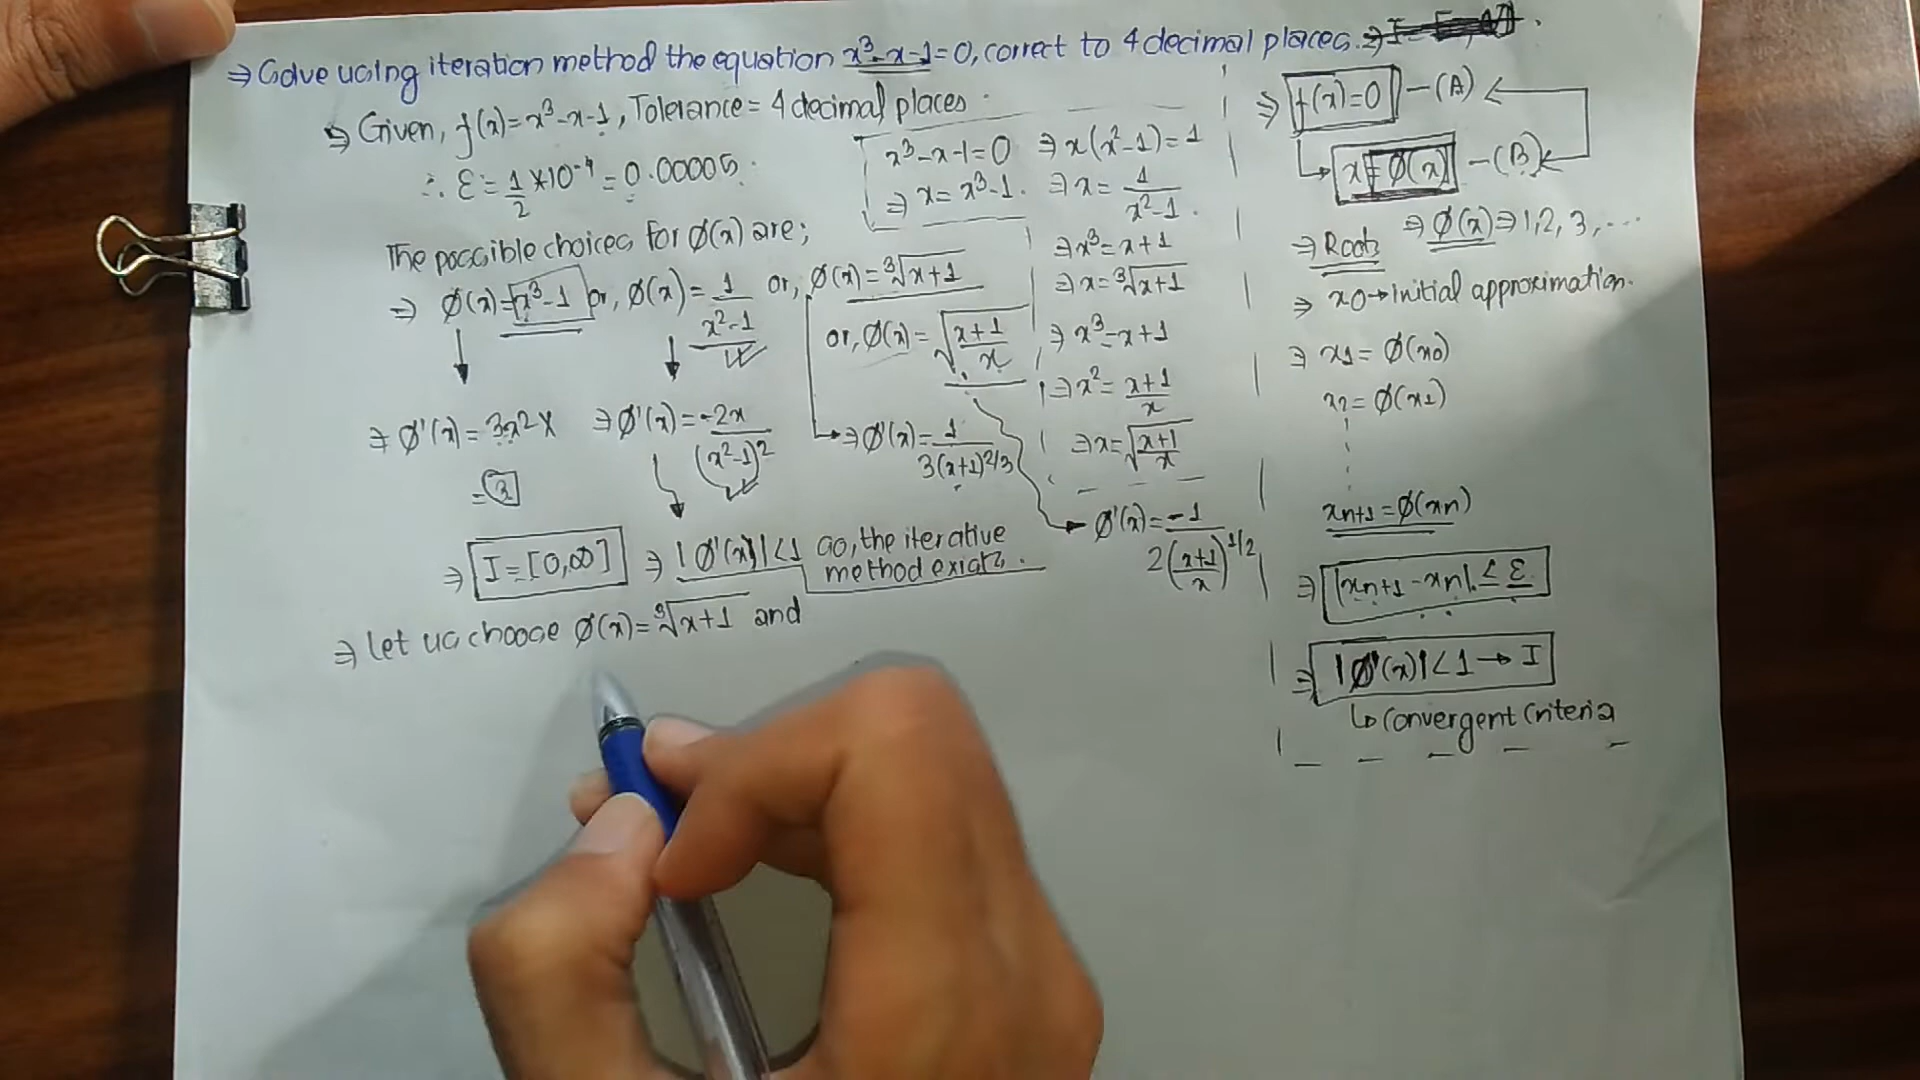 ⇒ Solve using iteration method the equation x³-x-1=0, correct to 4 decimal places. ⇒
⇒ Given, f(x)=x³-x-1, Tolerance = 4 decimal places
∴ ε = 1/2 × 10⁻⁴ = 0.00005
The possible choices for ø(x) are;
⇒ ø(x)=x³-1 or, ø(x)= 1/(x²-1) or, ø(x)=∛(x+1)
or, ø(x)=√((x+1)/x)
⇒ ø'(x)=3x² x
=3
⇒ ø'(x)=-2x/(x²-1)²
⇒ ø'(x)=1/(3(x+1)^2/3)
ø'(x)=-1/(2((x+1)/x)^1/2)
⇒ I=[0,∞] ⇒ |ø'(x)|<1 so, the iterative
method exists.
⇒ Let us choose ø(x)=∛(x+1) and
x³-x-1=0 ⇒ x(x²-1)=1
⇒ x=x³-1. ⇒ x= 1/(x²-1).
⇒ x³=x+1
⇒ x=∛(x+1)
⇒ x³-x+1
⇒ x²= (x+1)/x
⇒ x=√((x+1)/x)
⇒ f(x)=0 -(A)
x=ø(x) -(B)
⇒ Roots ⇒ ø(x) ⇒ 1,2,3,...
⇒ x0→initial approximation.
⇒ x1= ø(x0)
x2= ø(x1)
xn+1=ø(xn)
⇒ |xn+1-xn|≤ε
⇒ |ø'(x)|<1→I
↳ Convergent Criteria